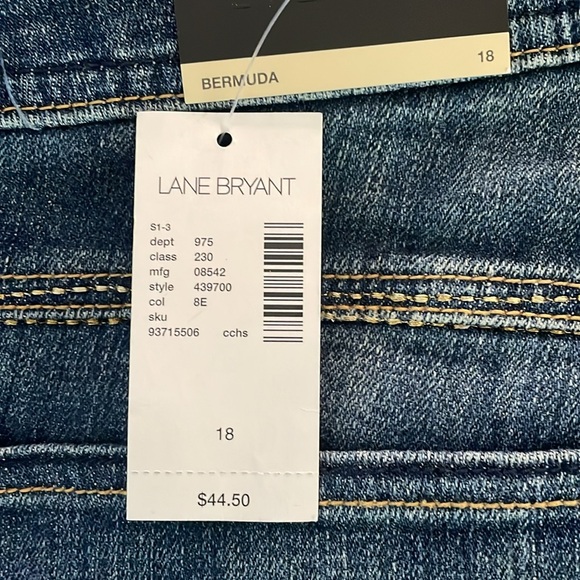 BERMUDA 18
LANE BRYANT
S1-3
dept 975
class 230
mfg 08542
style 439700
col 8E
sku
93715506 cchs
18
$44.50